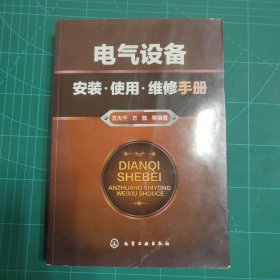 电气设备
安装·使用·维修手册
方大千 方 懿 等编著
DIANQI
SHEBEI
ANZHUANG SHIYONG
WEIXIU SHOUCE
化学工业出版社